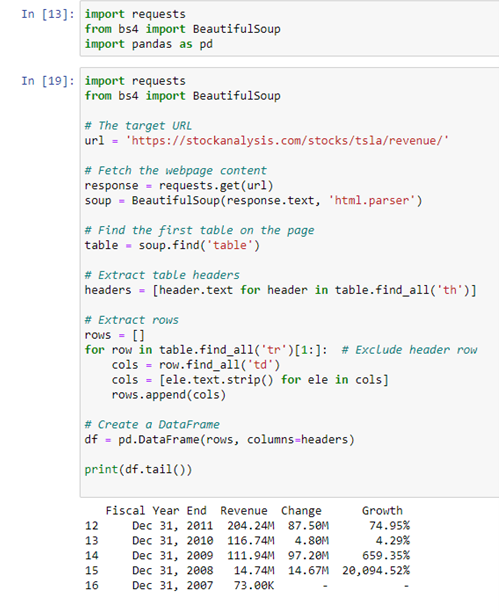 In [13]: import requests
from bs4 import BeautifulSoup
import pandas as pd
In [19]: import requests
from bs4 import BeautifulSoup
# The target URL
url = 'https://stockanalysis.com/stocks/tsla/revenue/'
# Fetch the webpage content
response = requests.get(url)
soup = BeautifulSoup(response.text, 'html.parser')
# Find the first table on the page
table = soup.find('table')
# Extract table headers
headers = [header.text for header in table.find_all('th')]
# Extract rows
rows = []
for row in table.find_all('tr')[1:]:  # Exclude header row
    cols = row.find_all('td')
    cols = [ele.text.strip() for ele in cols]
    rows.append(cols)
# Create a DataFrame
df = pd.DataFrame(rows, columns=headers)
print(df.tail())
   Fiscal Year End  Revenue  Change      Growth
12    Dec 31, 2011  204.24M  87.50M      74.95%
13    Dec 31, 2010  116.74M   4.80M       4.29%
14    Dec 31, 2009  111.94M  97.20M     659.35%
15    Dec 31, 2008   14.74M  14.67M  20,094.52%
16    Dec 31, 2007   73.00K       -           -